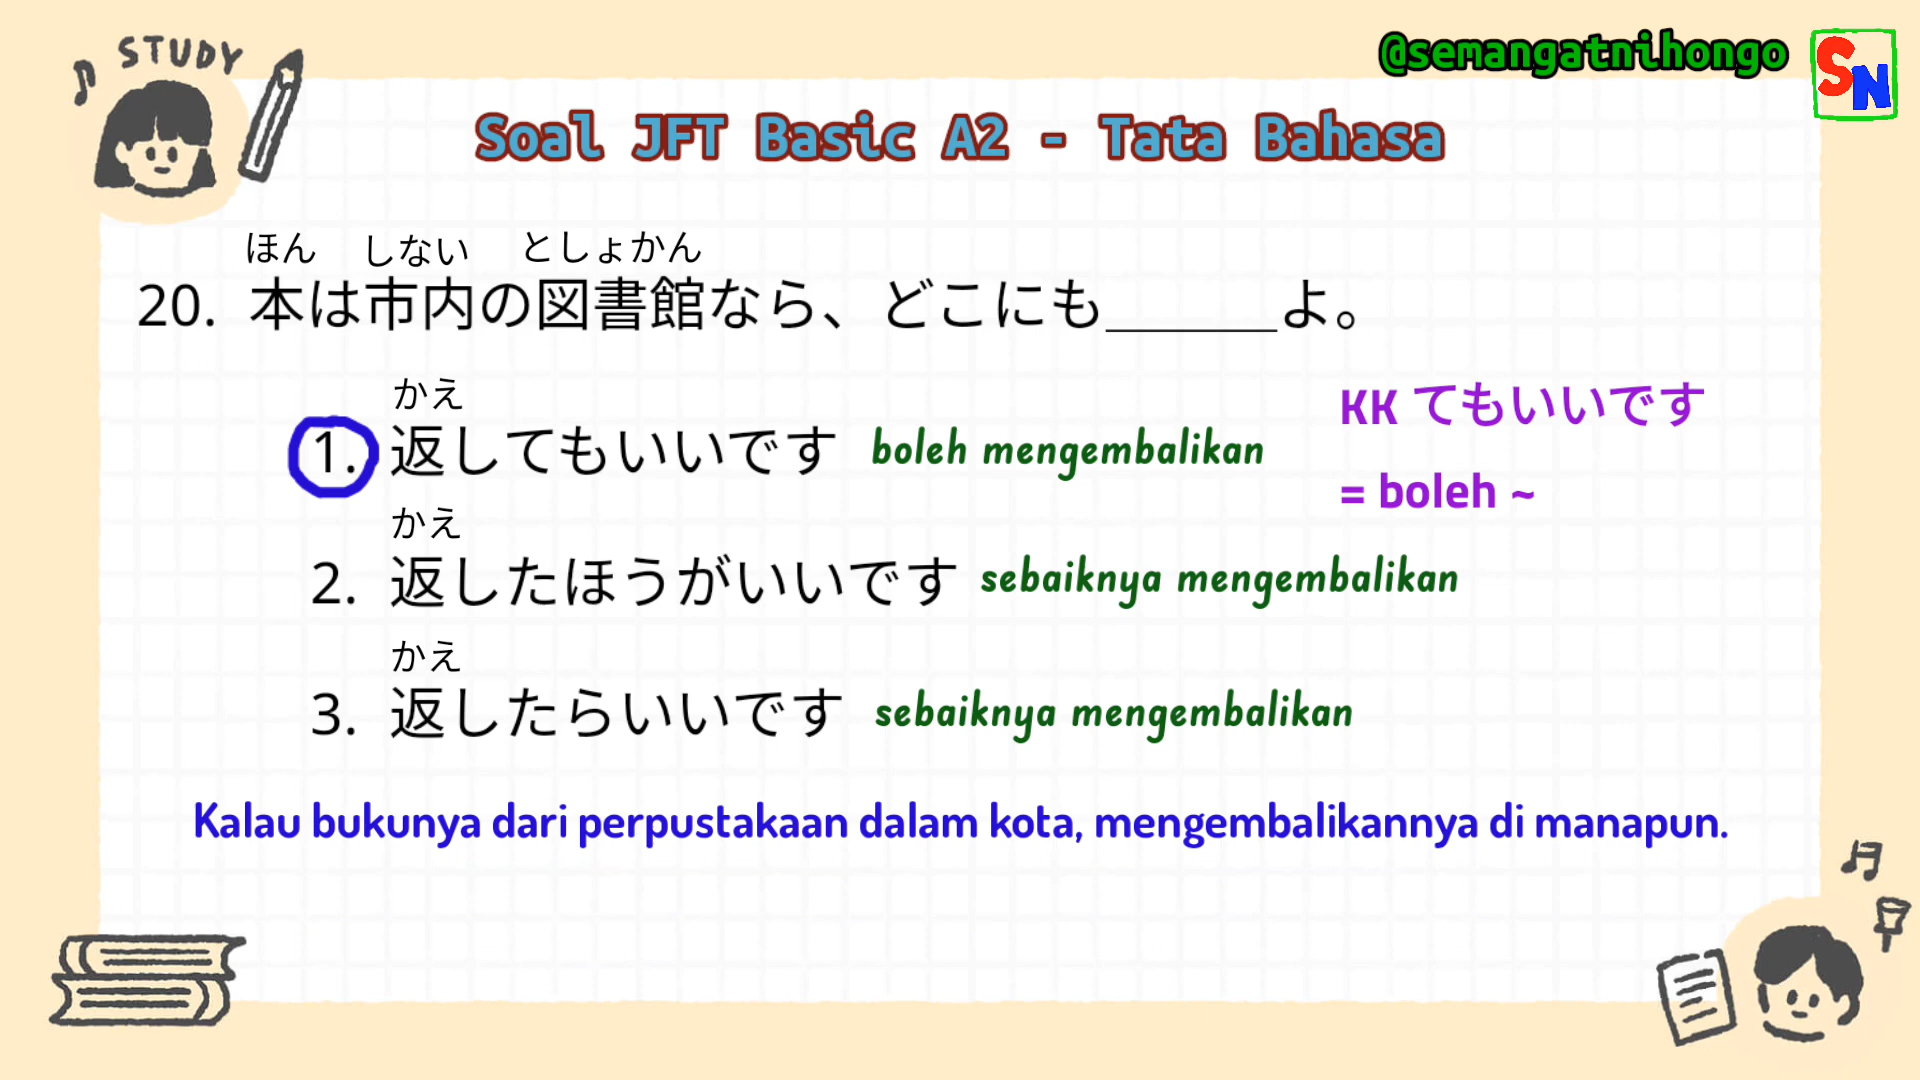 STUDY
@semangatnihongo
SN
Soal JFT Basic A2 - Tata Bahasa
ほん しない としょかん
20. 本は市内の図書館なら、どこにも______よ。
かえ
1. 返してもいいです boleh mengembalikan
KK てもいいです
= boleh ~
かえ
2. 返したほうがいいです sebaiknya mengembalikan
かえ
3. 返したらいいです sebaiknya mengembalikan
Kalau bukunya dari perpustakaan dalam kota, mengembalikannya di manapun.